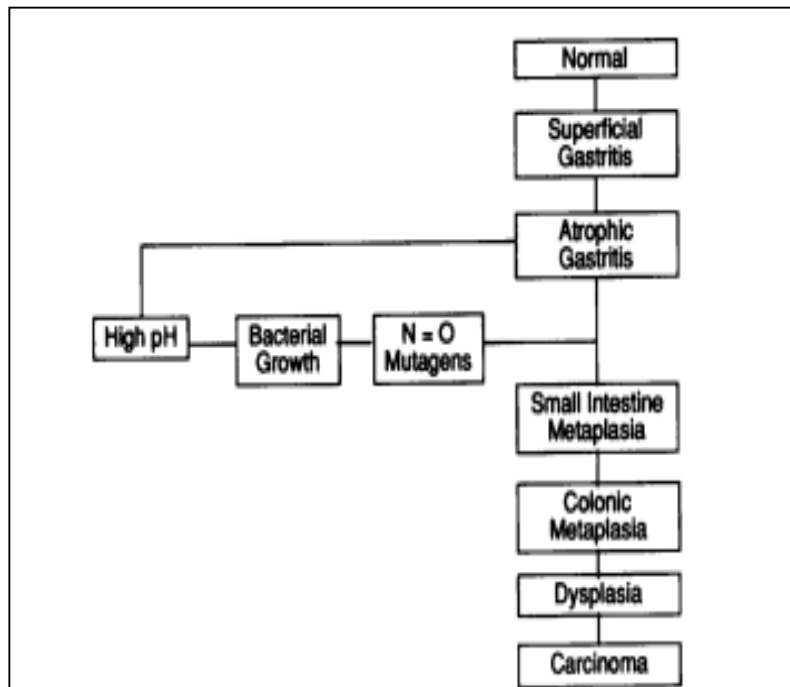 Normal
Superficial
Gastritis
Atrophic
Gastritis
High pH
Bacterial
Growth
N = O
Mutagens
Small Intestine
Metaplasia
Colonic
Metaplasia
Dysplasia
Carcinoma